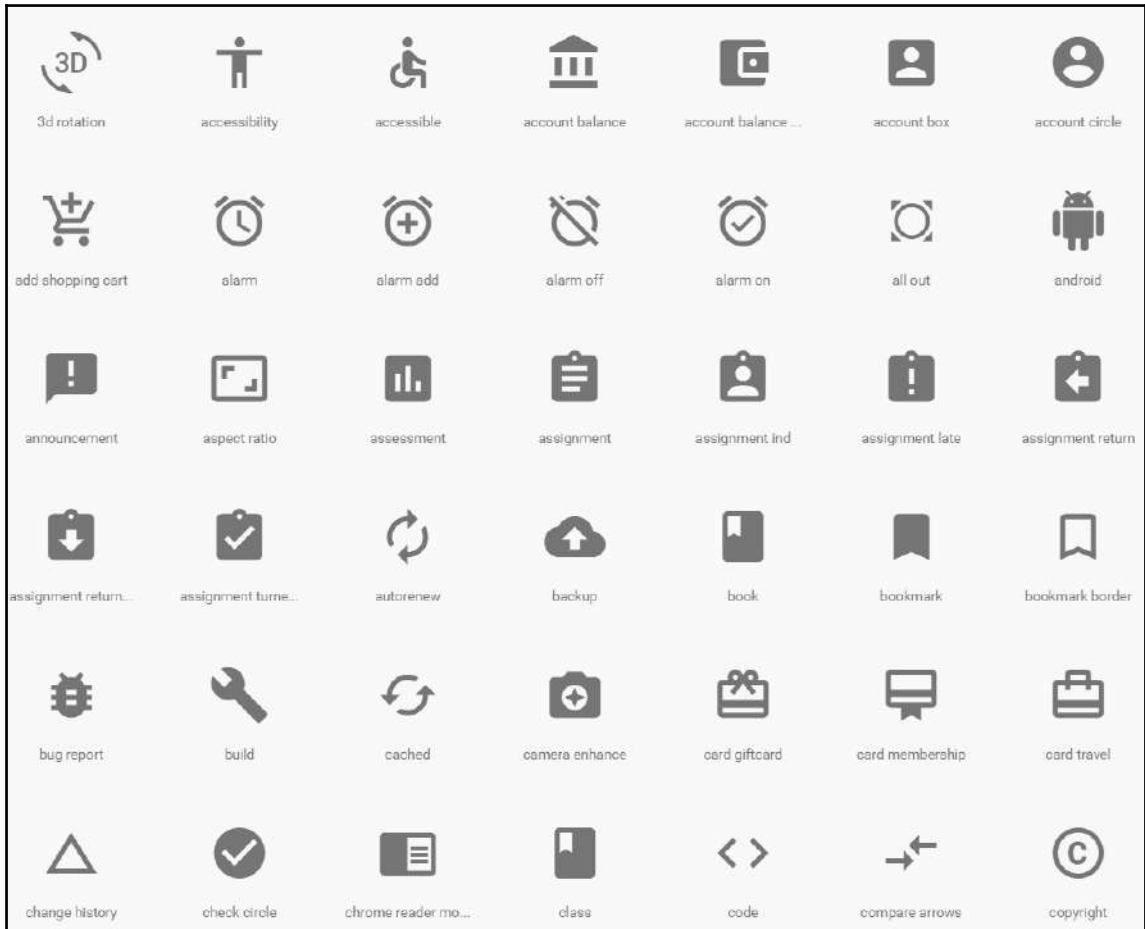 3D
3d rotation accessibility accessible account balance account balance ... account box account circle
add shopping cart alarm alarm add alarm off alarm on all out android
announcement aspect ratio assessment assignment assignment ind assignment late assignment return
assignment return... assignment turne... autorenew backup book bookmark bookmark border
bug report build cached camera enhance card giftcard card membership card travel
C
change history check circle chrome reader mo... class code compare arrows copyright